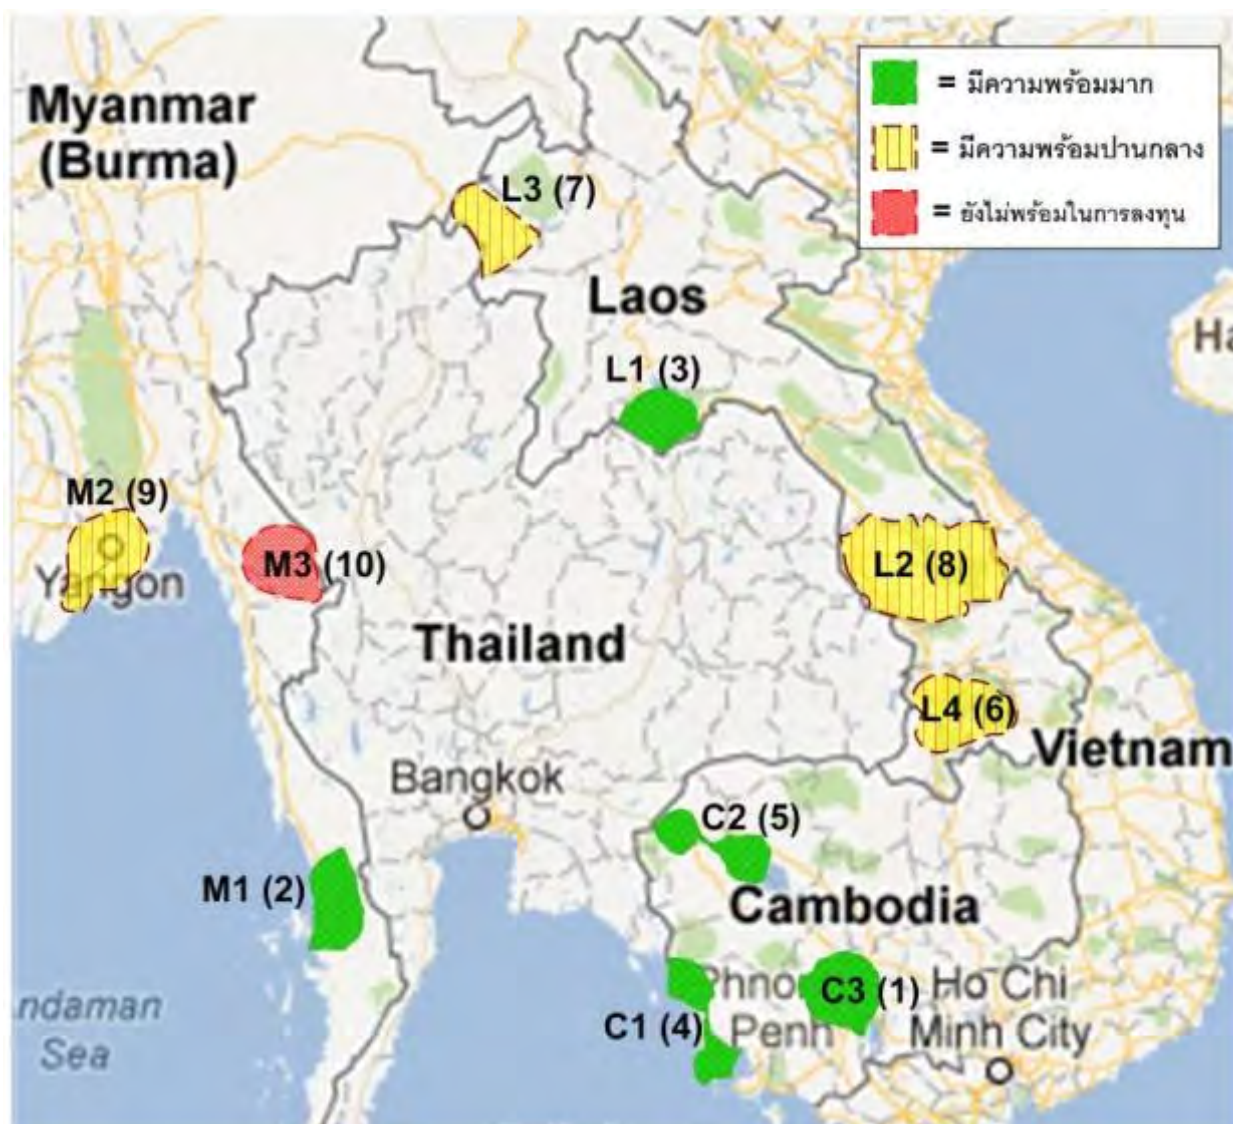 Myanmar
(Burma)
= มีความพร้อมมาก
= มีความพร้อมปานกลาง
= ยังไม่พร้อมในการลงทุน
L3 (7)
Laos
L1 (3)
M2 (9)
Yangon
M3 (10)
L2 (8)
Thailand
L4 (6)
Vietnam
Bangkok
C2 (5)
M1 (2)
Cambodia
C3 (1)
Ho Chi
Minh City
C1 (4)
Penh
Sea